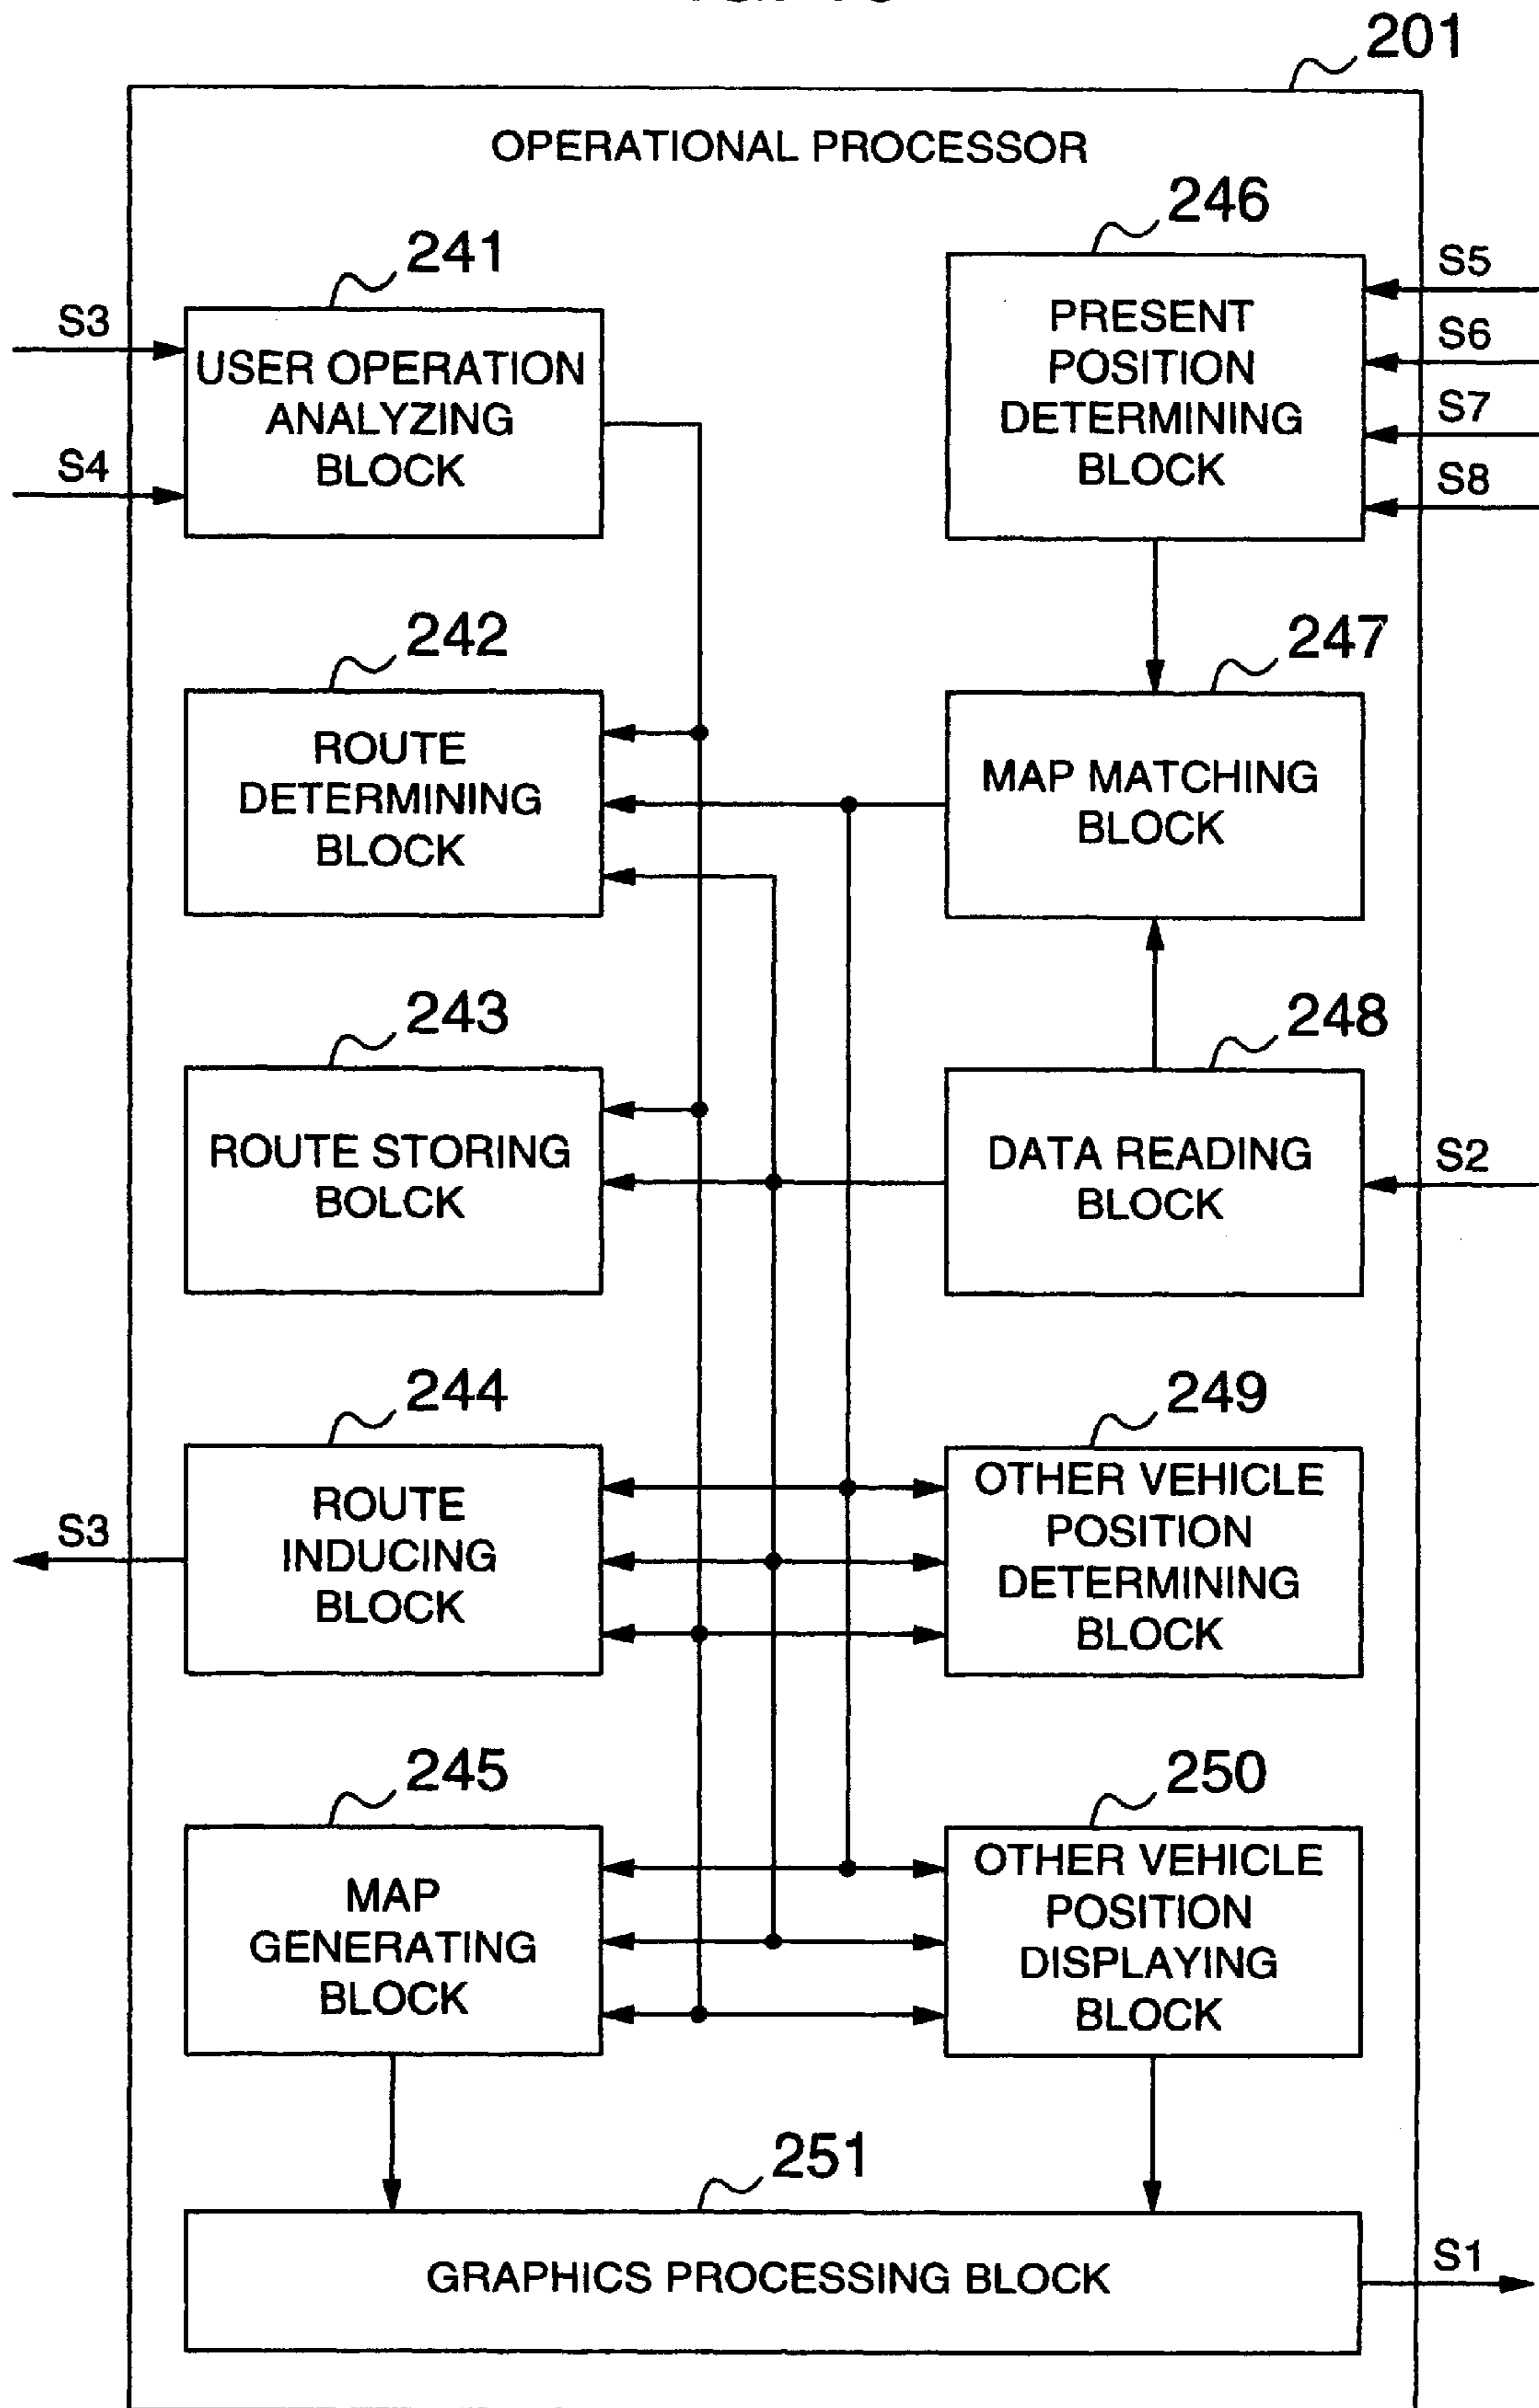 201
OPERATIONAL PROCESSOR
246
241
S5
S3
PRESENT
S6
USER OPERATION
POSITION
ANALYZING
DETERMINING
S7
S4
BLOCK
BLOCK
S8
242
247
ROUTE
DETERMINING
BLOCK
MAP MATCHING
BLOCK
243
248
ROUTE STORING
BOLCK
DATA READING
BLOCK
S2
244
249
S3
ROUTE
INDUCING
BLOCK
OTHER VEHICLE
POSITION
DETERMINING
BLOCK
245
250
MAP
GENERATING
BLOCK
OTHER VEHICLE
POSITION
DISPLAYING
BLOCK
251
GRAPHICS PROCESSING BLOCK
S1